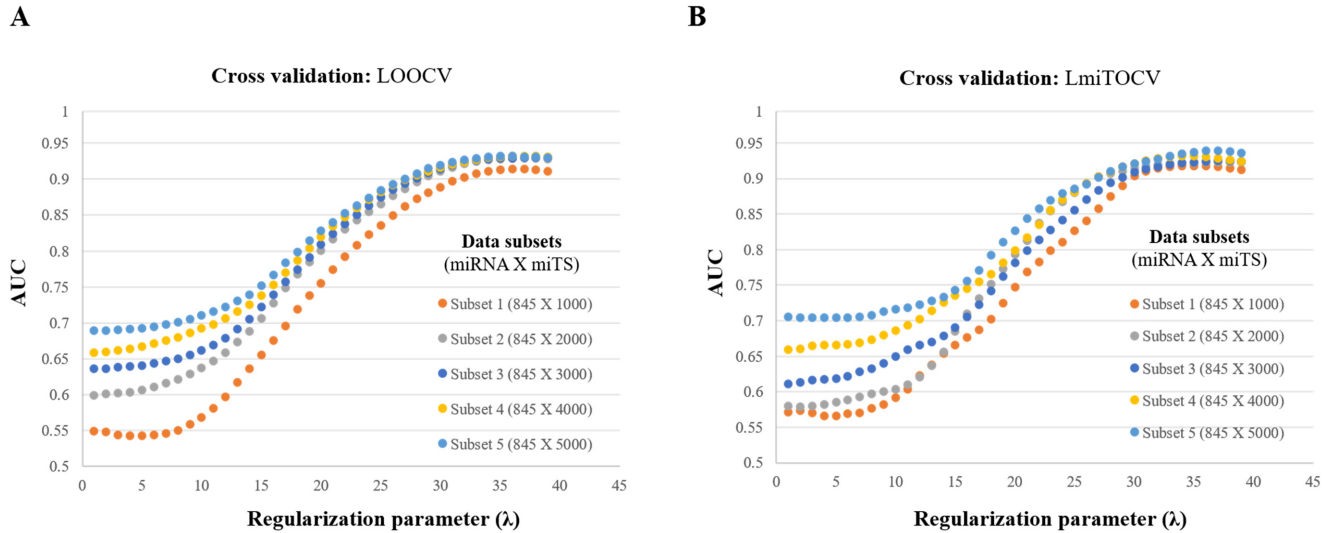 A
Cross validation: LOOCV
AUC
1
0.95
0.9
0.85
0.8
0.75
0.7
0.65
0.6
0.55
0.5
0
5
10
15
20
25
30
35
40
45
Regularization parameter (λ)
Data subsets
(miRNA X miTS)
Subset 1 (845 X 1000)
Subset 2 (845 X 2000)
Subset 3 (845 X 3000)
Subset 4 (845 X 4000)
Subset 5 (845 X 5000)
B
Cross validation: LmiTOCV
AUC
1
0.95
0.9
0.85
0.8
0.75
0.7
0.65
0.6
0.55
0.5
0
5
10
15
20
25
30
35
40
45
Regularization parameter (λ)
Data subsets
(miRNA X miTS)
Subset 1 (845 X 1000)
Subset 2 (845 X 2000)
Subset 3 (845 X 3000)
Subset 4 (845 X 4000)
Subset 5 (845 X 5000)